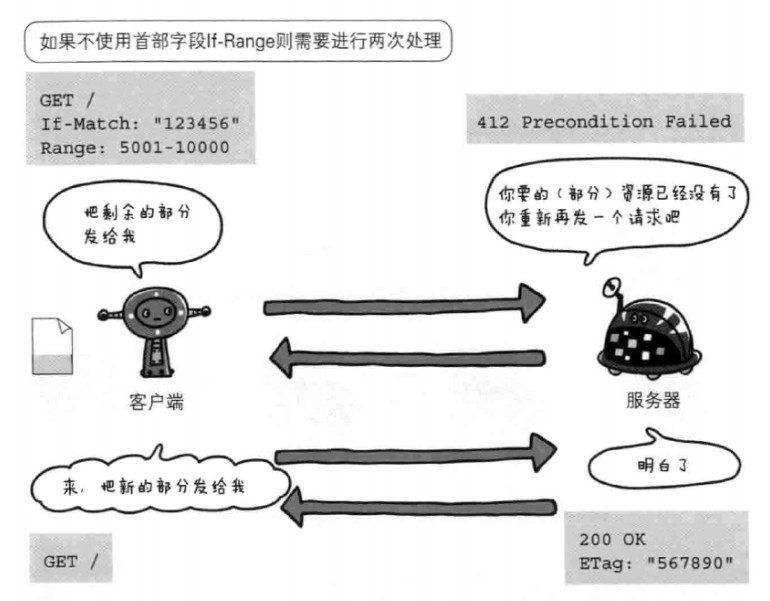 如果不使用首部字段If-Range则需要进行两次处理
GET /
If-Match: "123456"
Range: 5001-10000
412 Precondition Failed
把剩余的部分
发给我
你要的（部分）资源已经没有了
你重新再发一个请求吧
客户端
服务器
来，把新的部分发给我
明白了
GET /
200 OK
ETag: "567890"